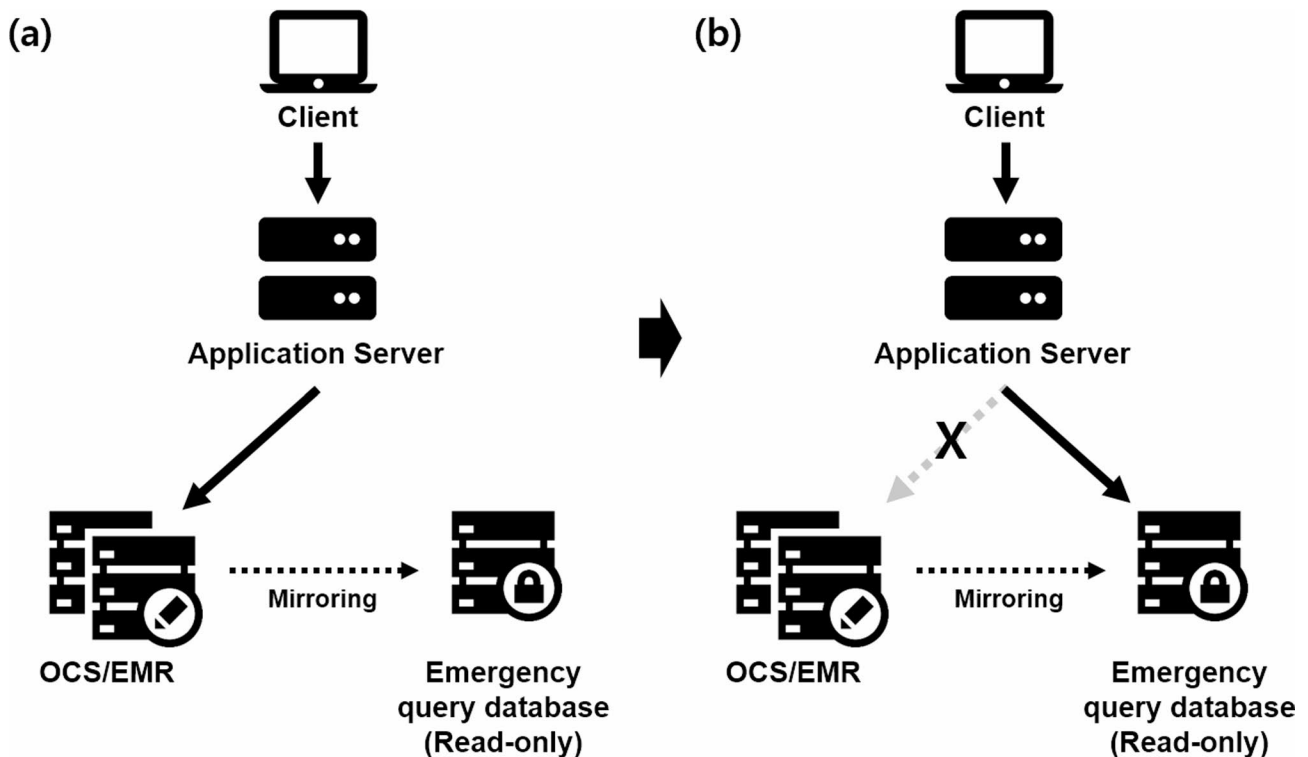 (a)
Client
Application Server
Mirroring
OCS/EMR
Emergency
query database
(Read-only)
(b)
Client
Application Server
X
Mirroring
OCS/EMR
Emergency
query database
(Read-only)